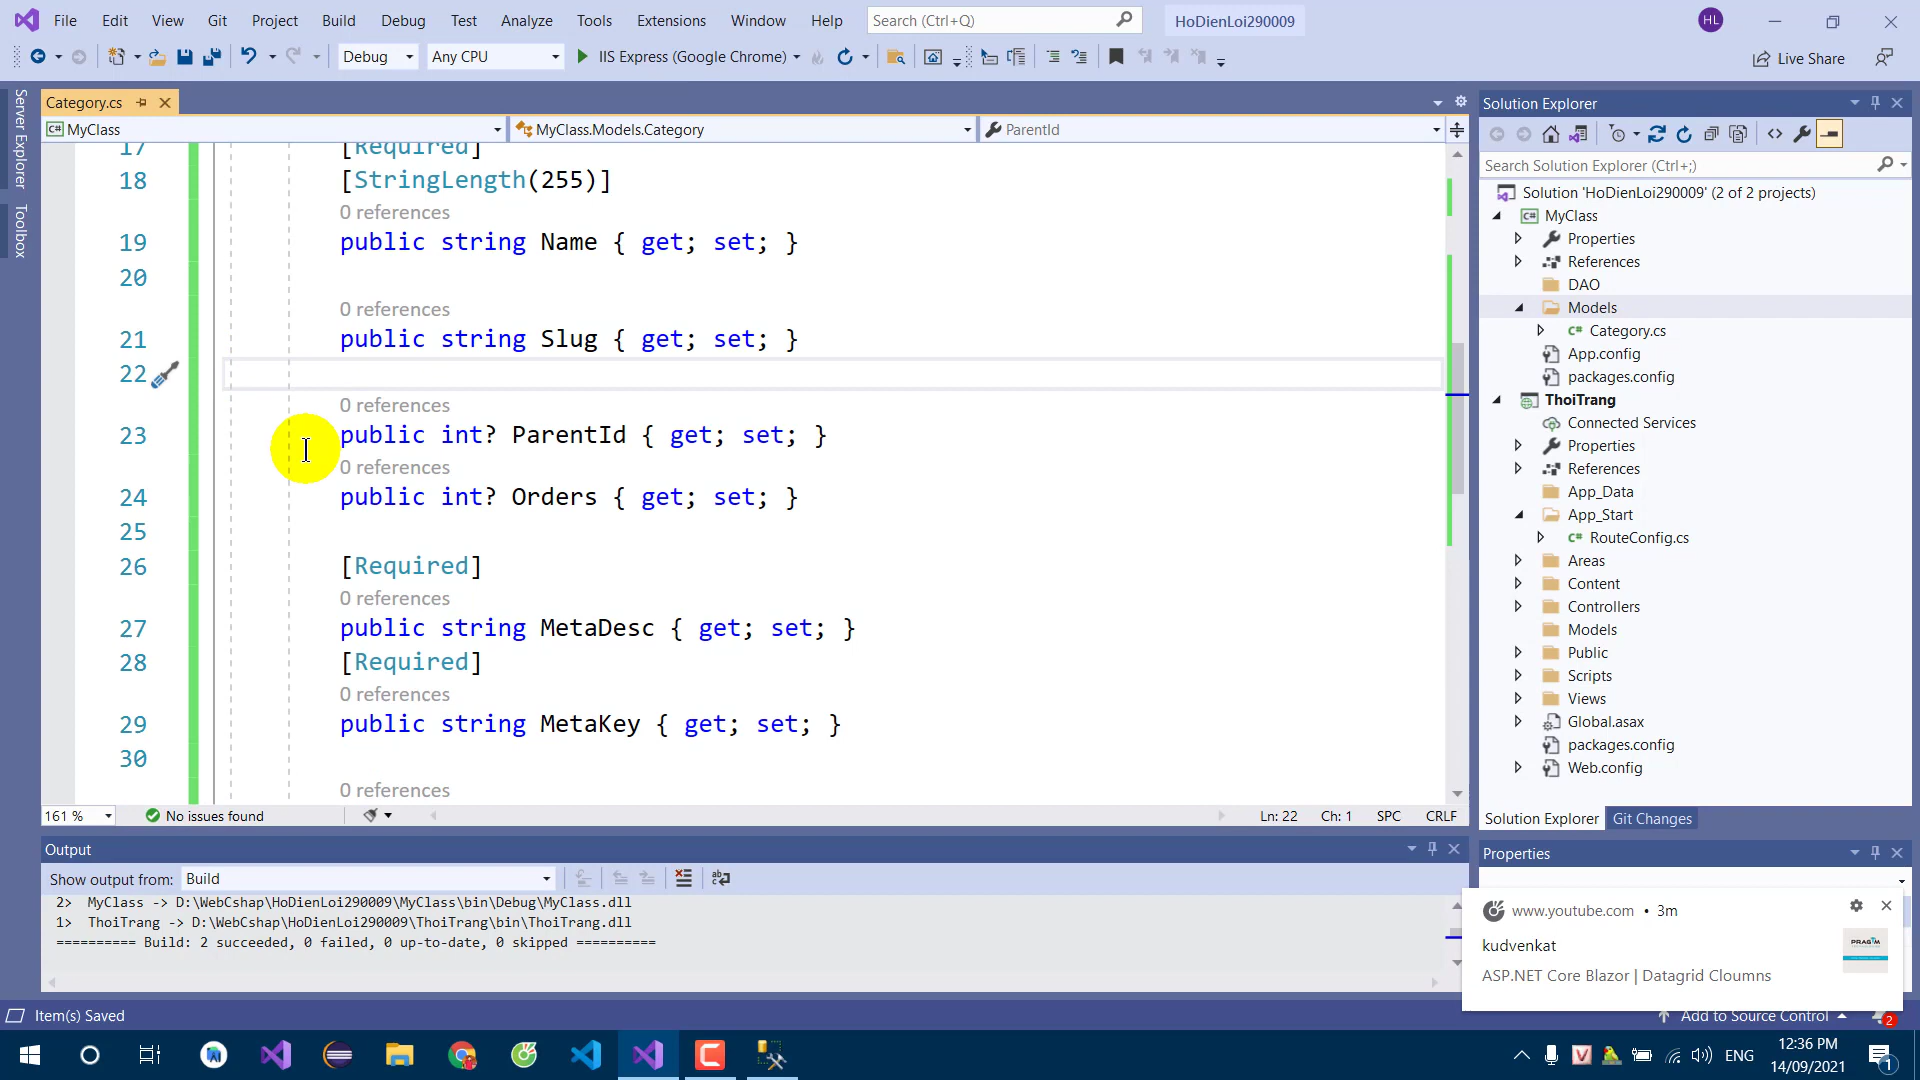 File Edit View Git Project Build Debug Test Analyze Tools Extensions Window Help Search (Ctrl+Q) HoDienLoi290009 HL
Debug Any CPU IIS Express (Google Chrome) Live Share
Server Explorer
Toolbox
Category.cs
MyClass MyClass.Models.Category ParentId
17 [Required]
18 [StringLength(255)]
0 references
19 public string Name { get; set; }
20
0 references
21 public string Slug { get; set; }
22
0 references
23 public int? ParentId { get; set; }
0 references
24 public int? Orders { get; set; }
25
26 [Required]
0 references
27 public string MetaDesc { get; set; }
28 [Required]
0 references
29 public string MetaKey { get; set; }
30
0 references
161 % No issues found Ln: 22 Ch: 1 SPC CRLF
Output
Show output from: Build
2> MyClass -> D:\WebCshap\HoDienLoi290009\MyClass\bin\Debug\MyClass.dll
1> ThoiTrang -> D:\WebCshap\HoDienLoi290009\ThoiTrang\bin\ThoiTrang.dll
========== Build: 2 succeeded, 0 failed, 0 up-to-date, 0 skipped ==========
Solution Explorer
Search Solution Explorer (Ctrl+;)
Solution 'HoDienLoi290009' (2 of 2 projects)
MyClass
Properties
References
DAO
Models
Category.cs
App.config
packages.config
ThoiTrang
Connected Services
Properties
References
App_Data
App_Start
RouteConfig.cs
Areas
Content
Controllers
Models
Public
Scripts
Views
Global.asax
packages.config
Web.config
Solution Explorer Git Changes
Properties
www.youtube.com • 3m
kudvenkat
PRAGIM
ASP.NET Core Blazor | Datagrid Cloumns
Item(s) Saved Add to Source Control 2
ENG 12:36 PM
14/09/2021 1